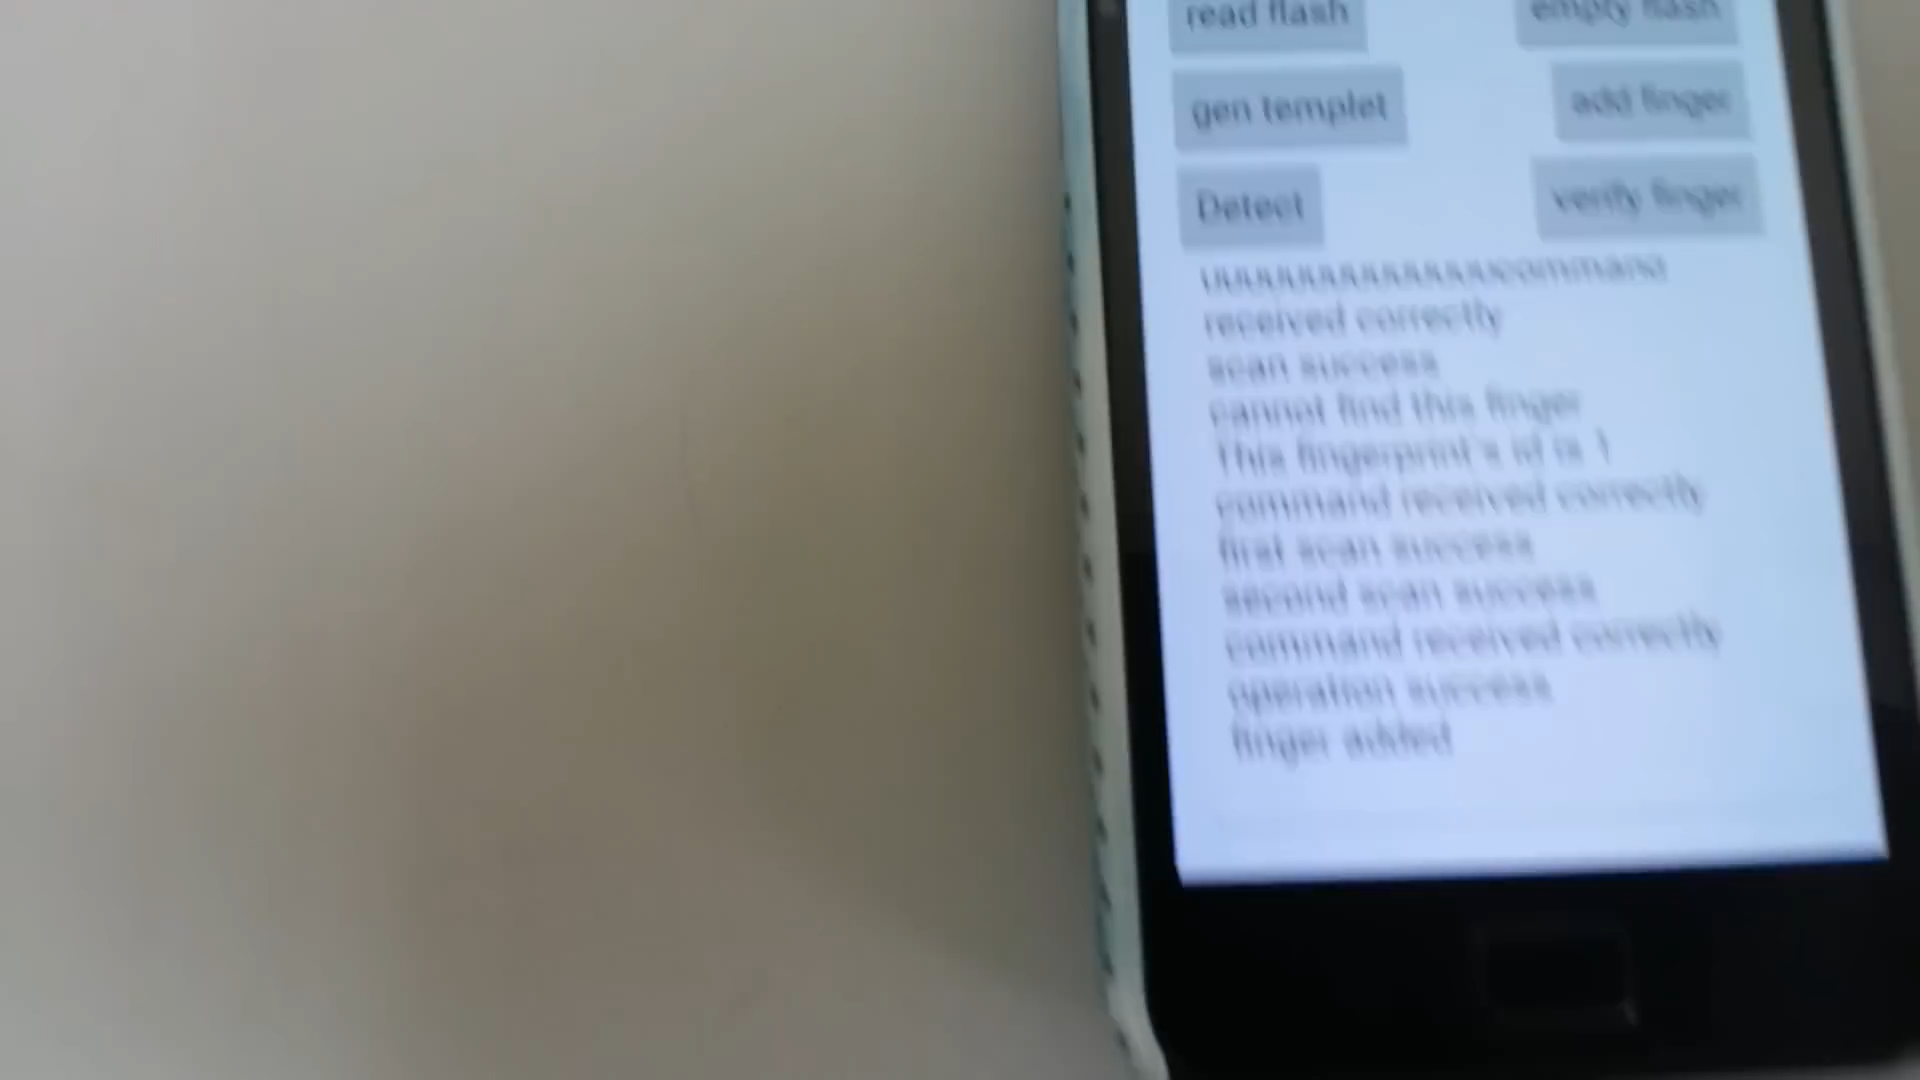 read flash empty flash
gen templet add finger
Detect verify finger
command
received correctly
scan success
cannot find this finger
This fingerprint's id is 1
command received correctly
first scan success
second scan success
command received correctly
operation success
finger added